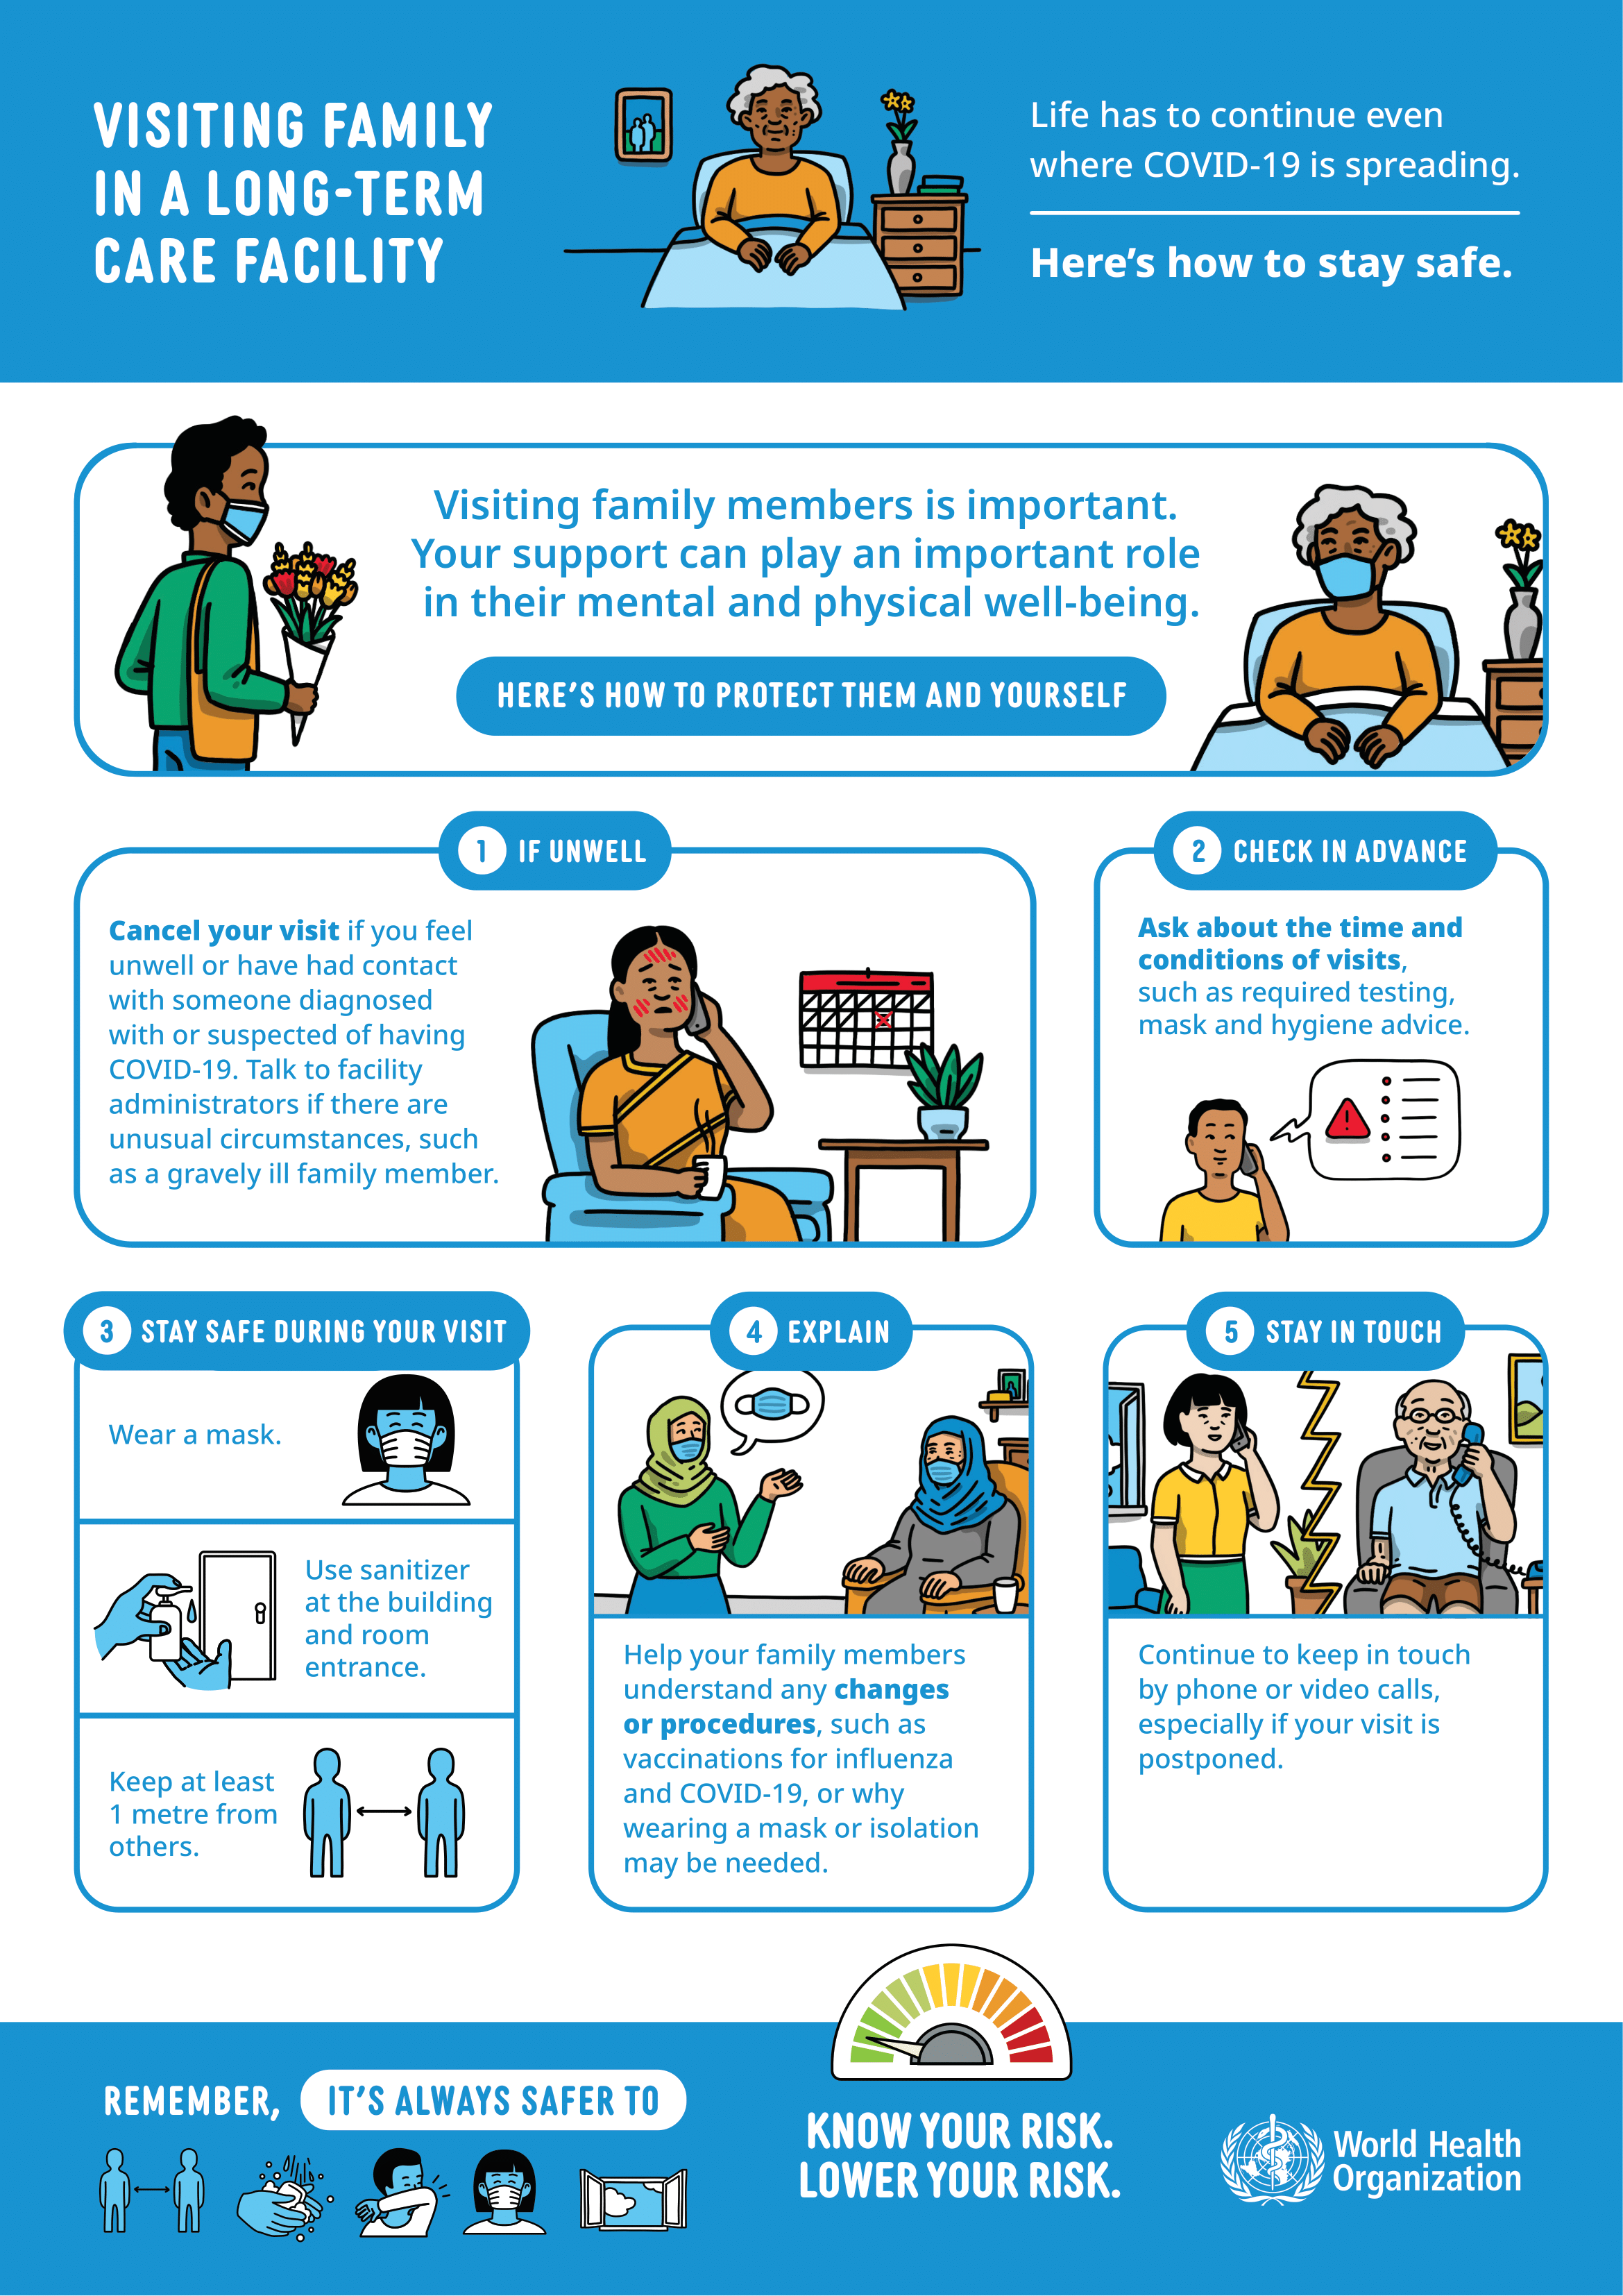 VISITING FAMILY
IN A LONG-TERM
CARE FACILITY
Life has to continue even
where COVID-19 is spreading.
Here's how to stay safe.
Visiting family members is important.
Your support can play an important role
in their mental and physical well-being.
HERE'S HOW TO PROTECT THEM AND YOURSELF
1 IF UNWELL
Cancel your visit if you feel
unwell or have had contact
with someone diagnosed
with or suspected of having
COVID-19. Talk to facility
administrators if there are
unusual circumstances, such
as a gravely ill family member.
2 CHECK IN ADVANCE
Ask about the time and
conditions of visits,
such as required testing,
mask and hygiene advice.
3 STAY SAFE DURING YOUR VISIT
Wear a mask.
Use sanitizer
at the building
and room
entrance.
Keep at least
1 metre from
others.
4 EXPLAIN
Help your family members
understand any changes
or procedures, such as
vaccinations for influenza
and COVID-19, or why
wearing a mask or isolation
may be needed.
5 STAY IN TOUCH
Continue to keep in touch
by phone or video calls,
especially if your visit is
postponed.
REMEMBER, IT'S ALWAYS SAFER TO
KNOW YOUR RISK.
LOWER YOUR RISK.
World Health
Organization